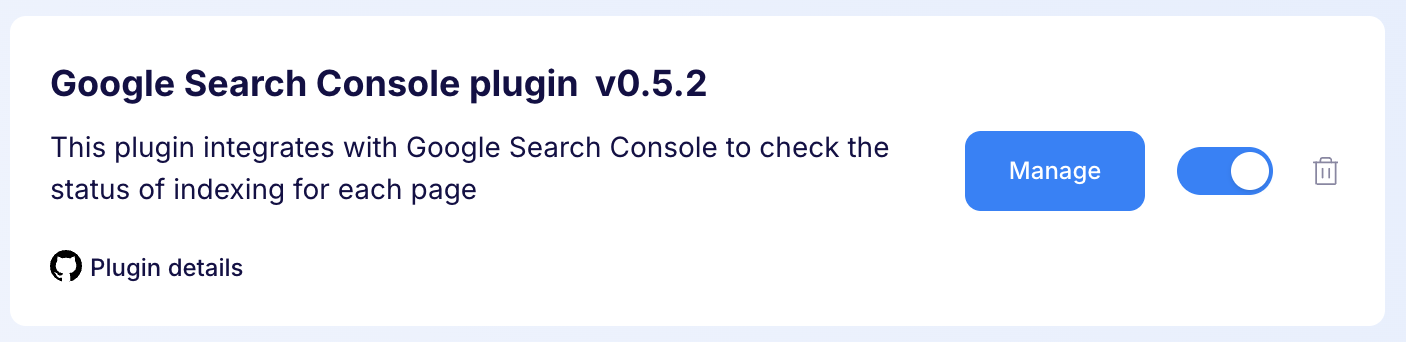 Google Search Console plugin v0.5.2
This plugin integrates with Google Search Console to check the
status of indexing for each page
Manage
Plugin details